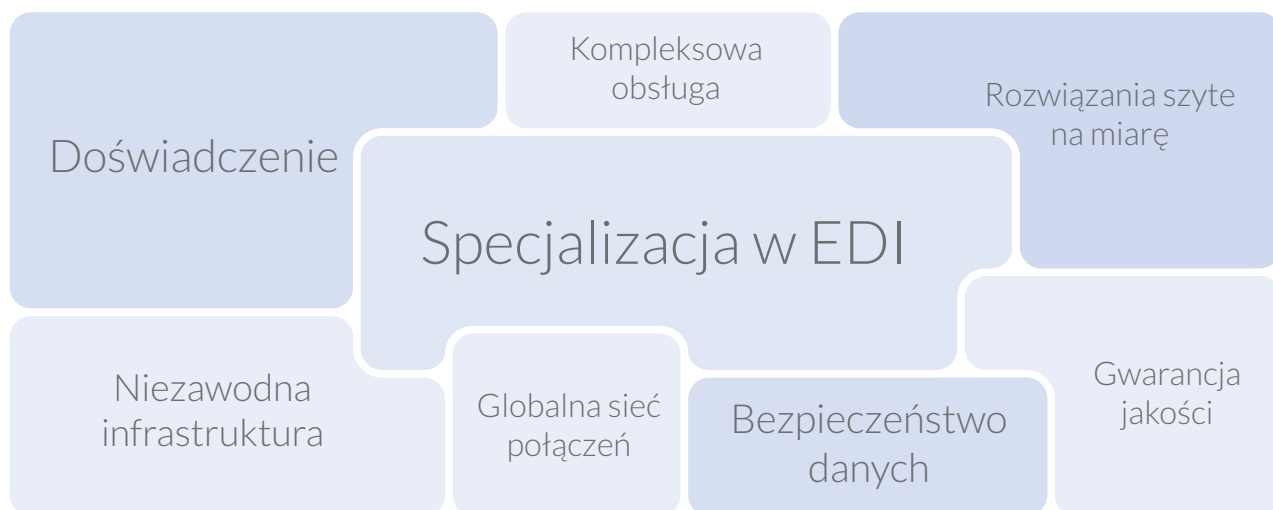 Kompleksowa
obsługa
Rozwiązania szyte
na miarę
Doświadczenie
Specjalizacja w EDI
Niezawodna
infrastruktura
Globalna sieć
połączeń
Bezpieczeństwo
danych
Gwarancja
jakości